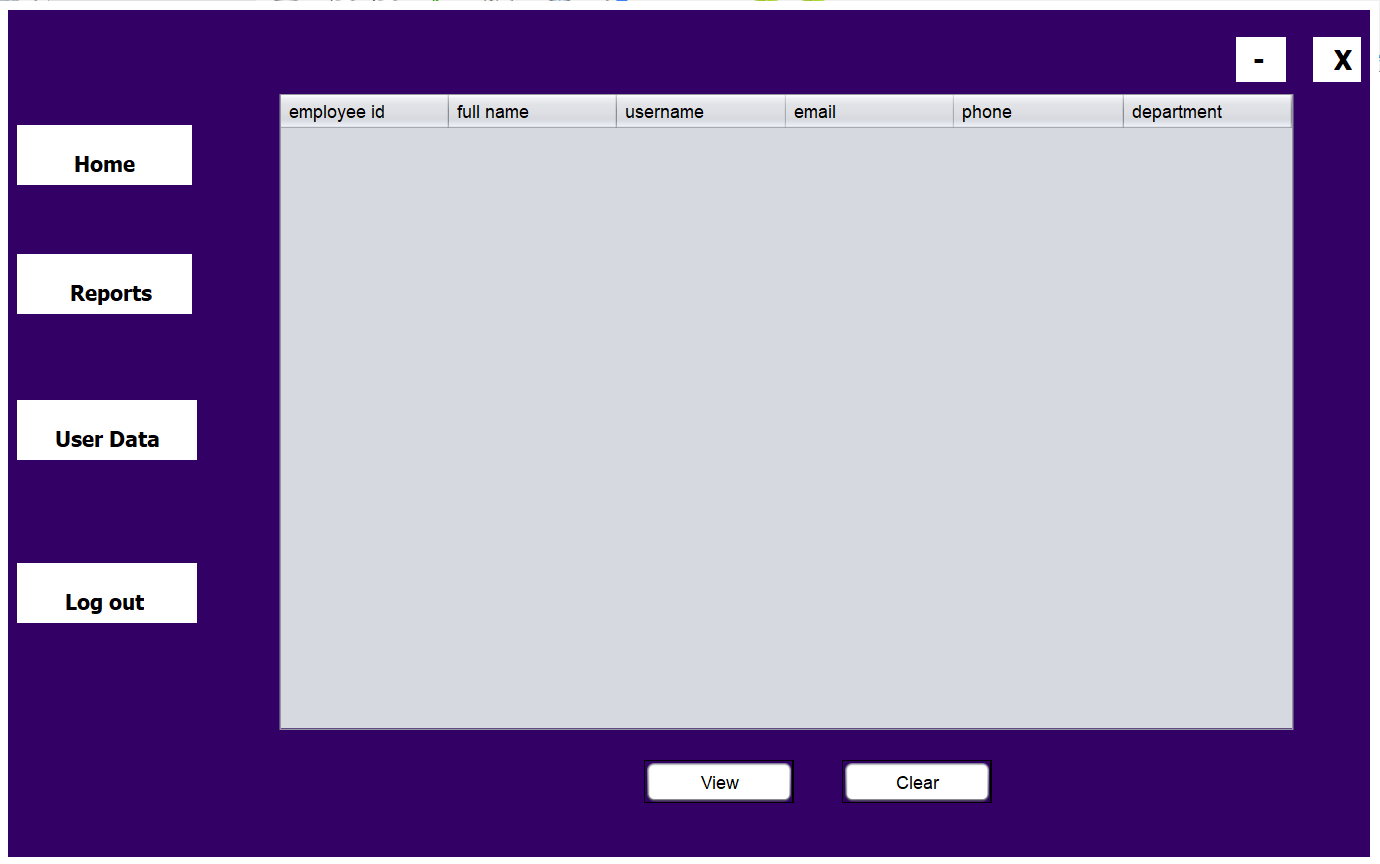 - X
employee id full name username email phone department
Home
Reports
User Data
Log out
View Clear